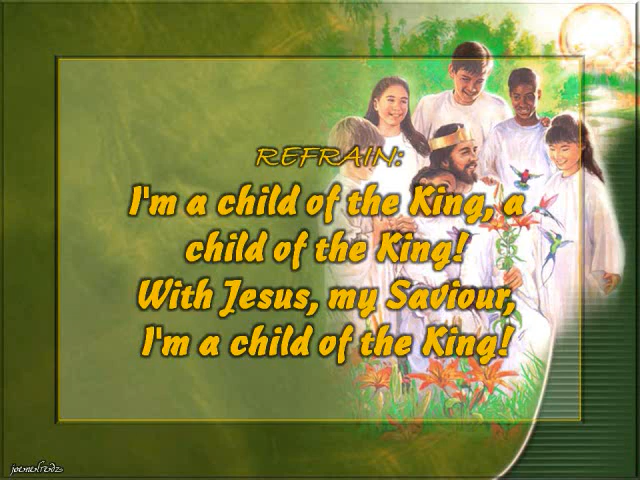 REFRAIN:
I'm a child of the King, a
child of the King!
With Jesus, my Saviour,
I'm a child of the King!